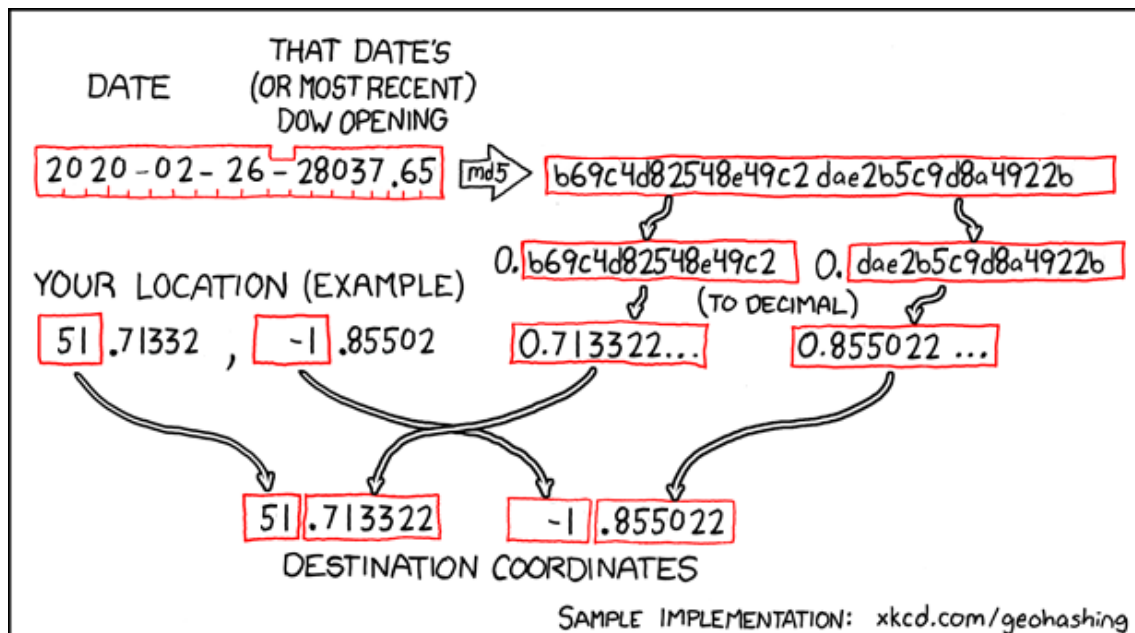 DATE
THAT DATE'S
(OR MOST RECENT)
DOW OPENING
2020-02-26-28037.65
md5
b69c4d82548e49c2dae2b5c9d8a4922b
0.b69c4d82548e49c2
0.dae2b5c9d8a4922b
(TO DECIMAL)
YOUR LOCATION (EXAMPLE)
51.71332, -1.85502
0.713322...
0.855022...
51.713322
-1.855022
DESTINATION COORDINATES
SAMPLE IMPLEMENTATION: xkcd.com/geohashing